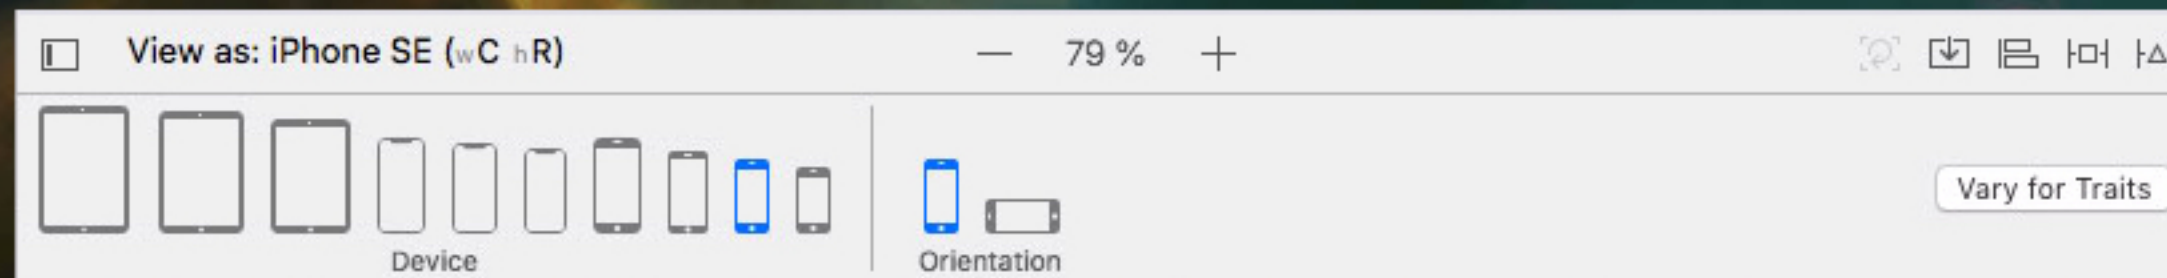 View as: iPhone SE (wC hR)
79 %
Vary for Traits
Device
Orientation